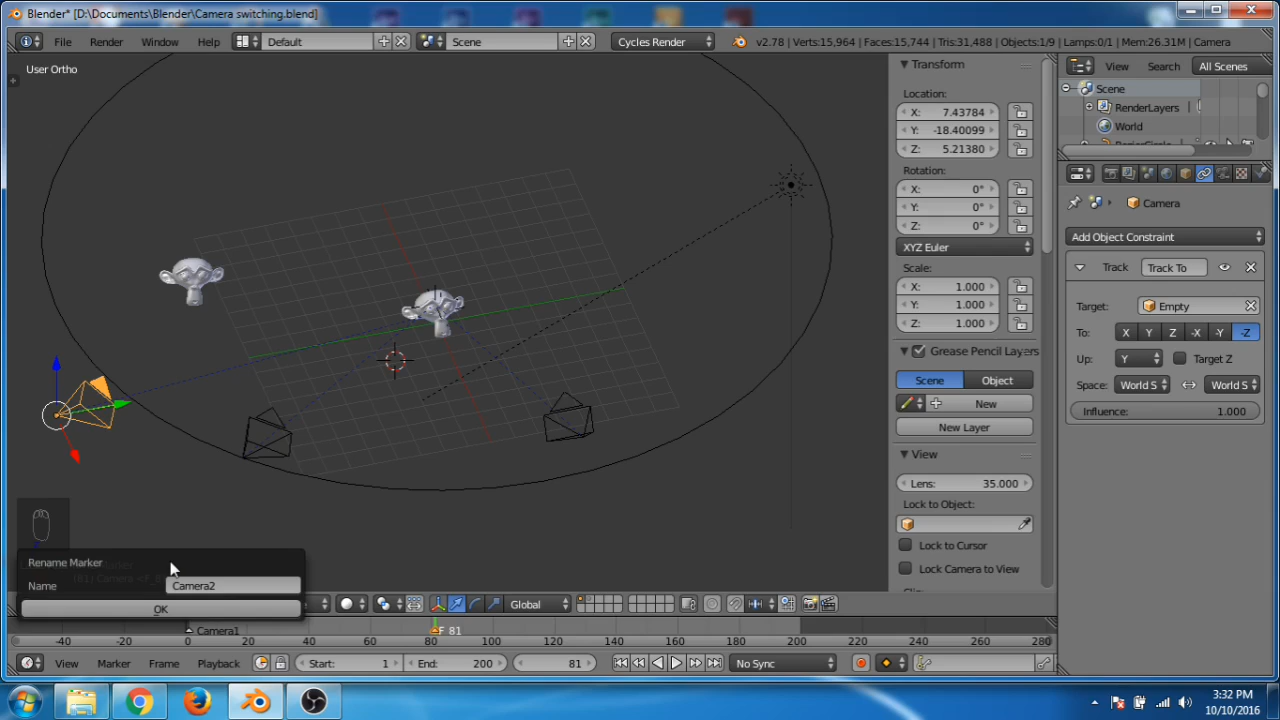 Blender* [D:\Documents\Blender\Camera switching.blend]
File Render Window Help Default Scene Cycles Render v2.78 | Verts:15,964 | Faces:15,744 | Tris:31,488 | Objects:1/9 | Lamps:0/1 | Mem:26.31M | Camera
User Ortho
Transform
Location:
X: 7.43784
Y: -18.40099
Z: 5.21380
Rotation:
X: 0°
Y: 0°
Z: 0°
XYZ Euler
Scale:
X: 1.000
Y: 1.000
Z: 1.000
Grease Pencil Layers
Scene Object
New
New Layer
View
Lens: 35.000
Lock to Object:
Lock to Cursor
Lock Camera to View
View Search All Scenes
Scene
RenderLayers
World
Camera
Add Object Constraint
Track Track To
Target: Empty
To: X Y Z -X -Y -Z
Up: Y Target Z
Space: World S World S
Influence: 1.000
Rename Marker
Name Camera2
OK
Global
Camera1 F 81
-40 -20 0 20 40 60 80 100 120 140 160 180 200 220 240 260 280
View Marker Frame Playback Start: 1 End: 200 81 No Sync
3:32 PM
10/10/2016